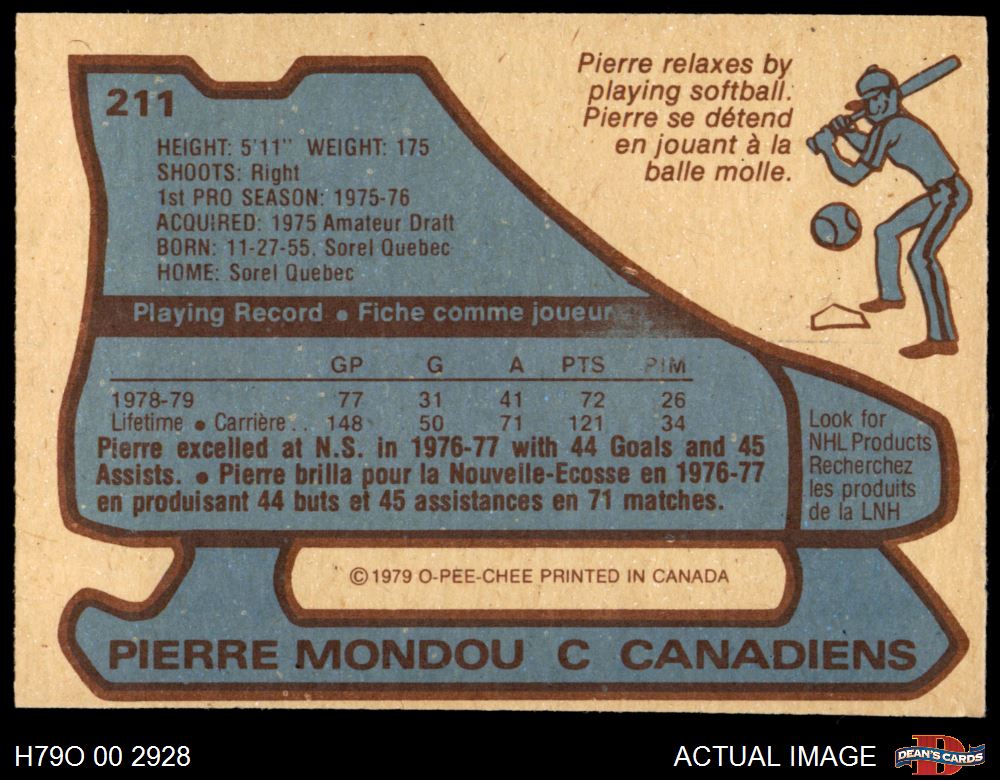 211
HEIGHT: 5'11" WEIGHT: 175
SHOOTS: Right
1st PRO SEASON: 1975-76
ACQUIRED: 1975 Amateur Draft
BORN: 11-27-55. Sorel Quebec
HOME: Sorel Quebec
Pierre relaxes by
playing softball.
Pierre se détend
en jouant à la
balle molle.
Playing Record • Fiche comme joueur
GP G A PTS PIM
1978-79 77 31 41 72 26
Lifetime • Carrière.. 148 50 71 121 34
Pierre excelled at N.S. in 1976-77 with 44 Goals and 45
Assists. • Pierre brilla pour la Nouvelle-Ecosse en 1976-77
en produisant 44 buts et 45 assistances en 71 matches.
Look for
NHL Products
Recherchez
les produits
de la LNH
© 1979 O-PEE-CHEE PRINTED IN CANADA
PIERRE MONDOU C CANADIENS
H79O 00 2928
ACTUAL IMAGE
DEAN'S CARDS